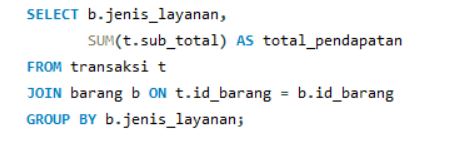 SELECT b.jenis_layanan,
SUM(t.sub_total) AS total_pendapatan
FROM transaksi t
JOIN barang b ON t.id_barang = b.id_barang
GROUP BY b.jenis_layanan;